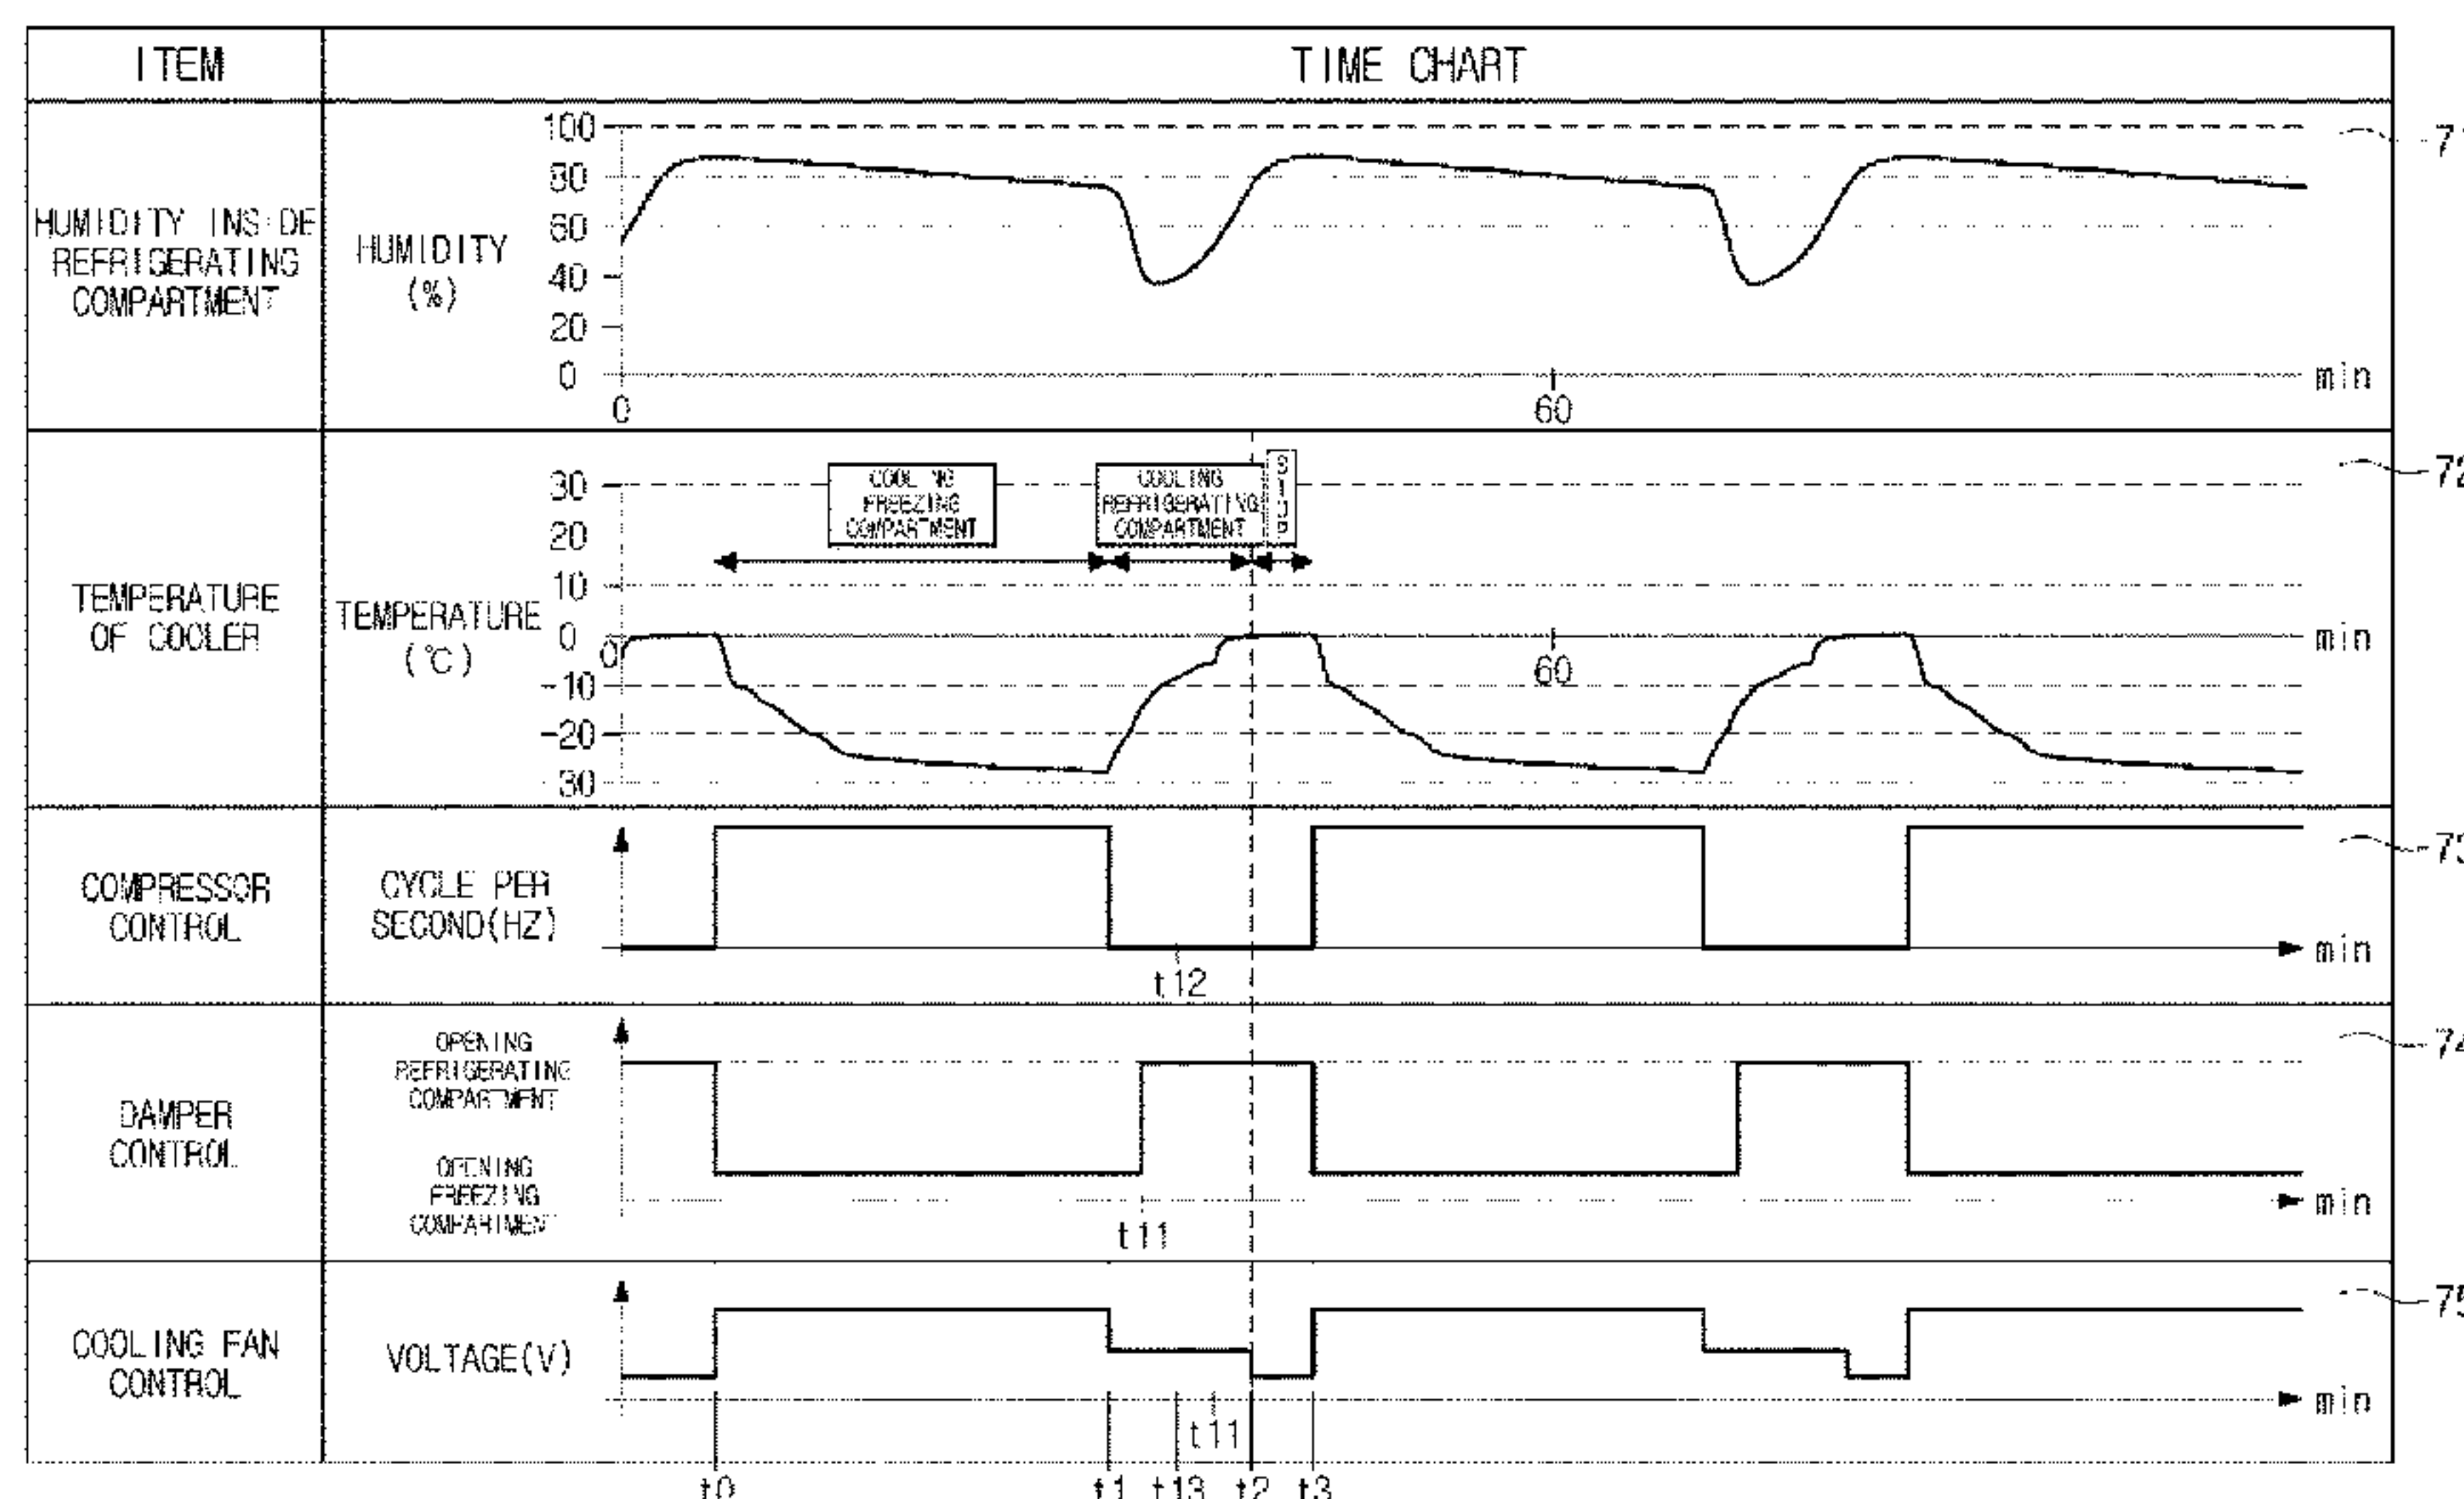 ITEM
TIME CHART
HUMIDITY INSIDE
REFRIGERATING
COMPARTMENT
HUMIDITY
(%)
100
80
60
40
20
0
0
60
min
TEMPERATURE
OF COOLER
TEMPERATURE
(℃)
30
20
10
0
0
-10
-20
-30
COOLING
FREEZING
COMPARTMENT
COOLING
REFRIGERATING
COMPARTMENT
STOP
60
min
72
COMPRESSOR
CONTROL
CYCLE PER
SECOND(HZ)
t12
min
73
DAMPER
CONTROL
OPENING
REFRIGERATING
COMPARTMENT
OPENING
FREEZING
COMPARTMENT
t11
min
74
COOLING FAN
CONTROL
VOLTAGE(V)
t11
min
75
t0
t1
t13
t2
t3